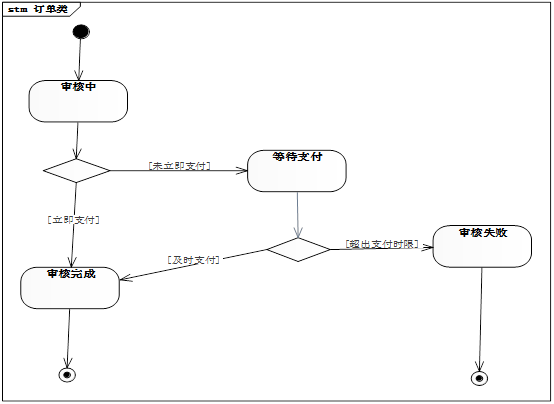 stm 订单类
审核中
[未立即支付]
等待支付
[立即支付]
[超出支付时限]
审核失败
[及时支付]
审核完成